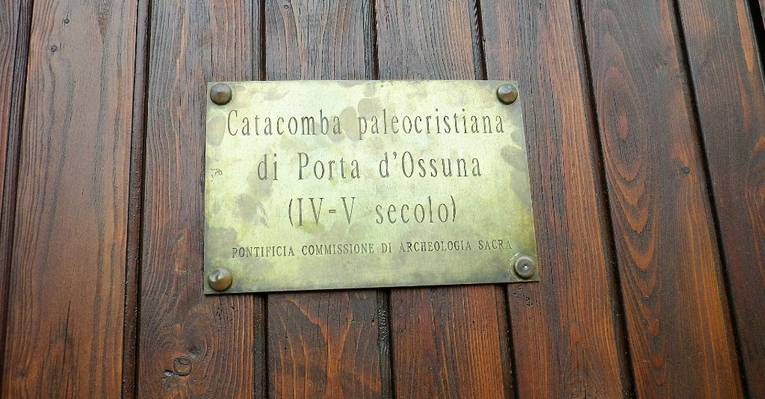 Catacomba paleocristiana
di Porta d'Ossuna
(IV-V secolo)
PONTIFICIA COMMISSIONE DI ARCHEOLOGIA SACRA